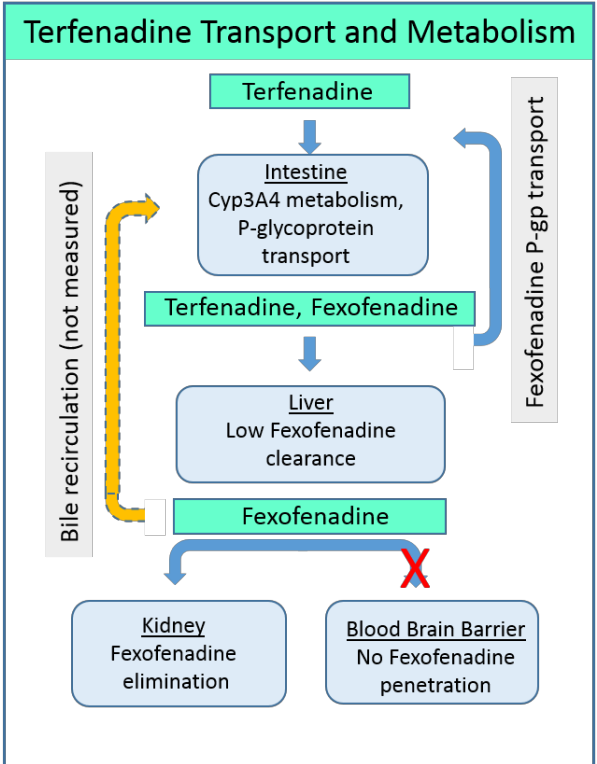 Terfenadine Transport and Metabolism
Terfenadine
Intestine
Cyp3A4 metabolism,
P-glycoprotein
transport
Fexofenadine P-gp transport
Bile recirculation (not measured)
Terfenadine, Fexofenadine
Liver
Low Fexofenadine
clearance
Fexofenadine
X
Kidney
Fexofenadine
elimination
Blood Brain Barrier
No Fexofenadine
penetration